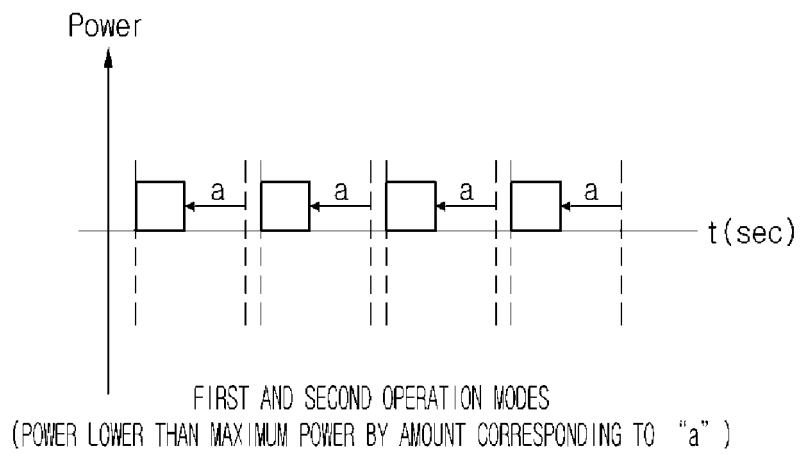 Power
a a a a
t(sec)
FIRST AND SECOND OPERATION MODES
(POWER LOWER THAN MAXIMUM POWER BY AMOUNT CORRESPONDING TO “a” )